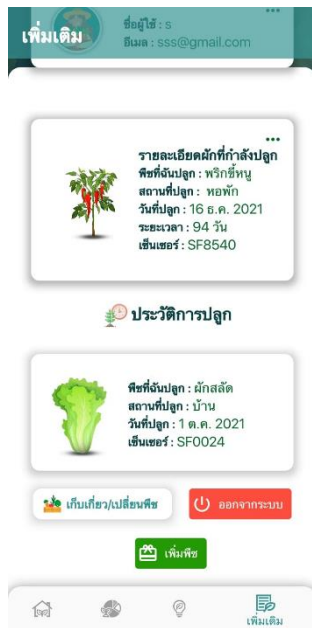 เพิ่มเติม
ชื่อผู้ใช้ : s
อีเมล : sss@gmail.com
รายละเอียดผักที่กำลังปลูก
พืชที่ฉันปลูก : พริกขี้หนู
สถานที่ปลูก : หอพัก
วันที่ปลูก : 16 ธ.ค. 2021
ระยะเวลา : 94 วัน
เซ็นเซอร์ : SF8540
ประวัติการปลูก
พืชที่ฉันปลูก : ผักสลัด
สถานที่ปลูก : บ้าน
วันที่ปลูก : 1 ต.ค. 2021
เซ็นเซอร์ : SF0024
เก็บเกี่ยว/เปลี่ยนพืช
ออกจากระบบ
เพิ่มพืช
เพิ่มเติม